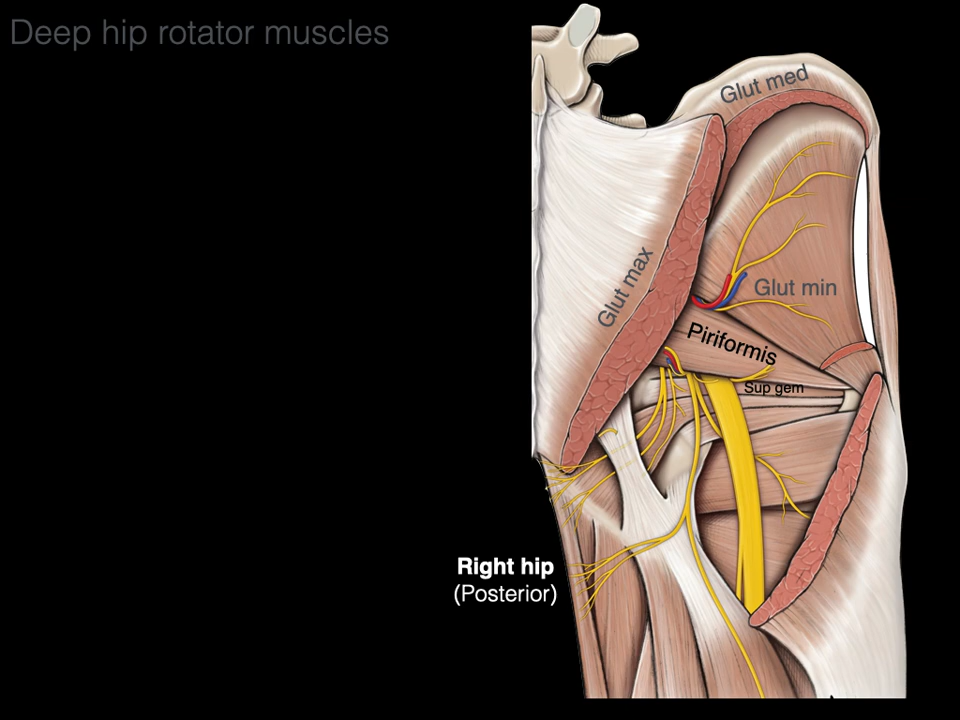 Deep hip rotator muscles
Glut med
Glut max
Glut min
Piriformis
Sup gem
Right hip
(Posterior)